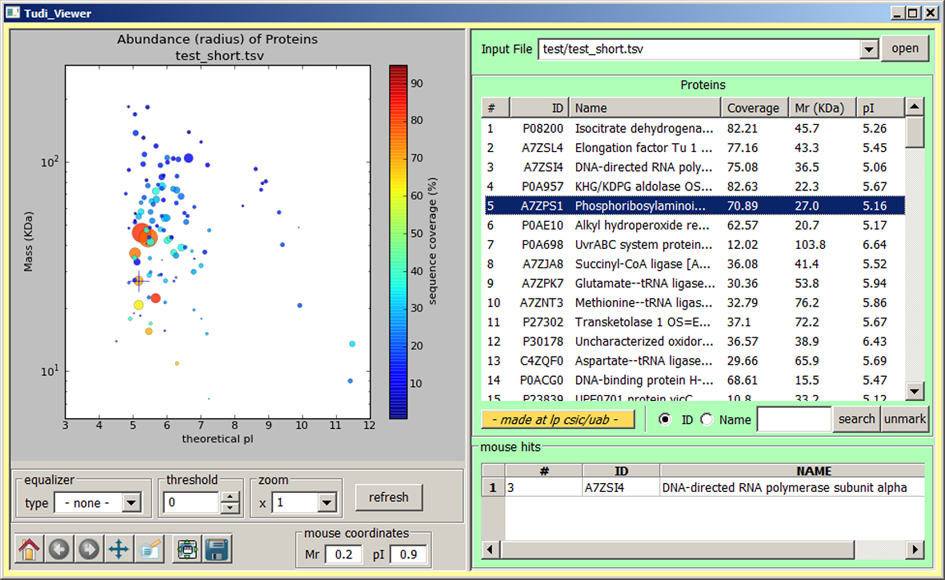 Tudi_Viewer
Abundance (radius) of Proteins
test_short.tsv
Mass (KDa)
10²
10¹
3 4 5 6 7 8 9 10 11 12
theoretical pI
90
80
70
60
50
40
30
20
10
sequence coverage (%)
equalizer
type - none -
threshold
0
zoom
x 1
refresh
mouse coordinates
Mr 0.2 pI 0.9
Input File test/test_short.tsv open
Proteins
# ID Name Coverage Mr (KDa) pI
1 P08200 Isocitrate dehydrogena... 82.21 45.7 5.26
2 A7ZSL4 Elongation factor Tu 1 ... 77.16 43.3 5.45
3 A7ZSI4 DNA-directed RNA poly... 75.08 36.5 5.06
4 P0A957 KHG/KDPG aldolase OS... 82.63 22.3 5.67
5 A7ZPS1 Phosphoribosylaminoi... 70.89 27.0 5.16
6 P0AE10 Alkyl hydroperoxide re... 62.57 20.7 5.17
7 P0A698 UvrABC system protein... 12.02 103.8 6.64
8 A7ZJA8 Succinyl-CoA ligase [A... 36.08 41.4 5.52
9 A7ZPK7 Glutamate--tRNA ligase... 30.36 53.8 5.94
10 A7ZNT3 Methionine--tRNA ligas... 32.79 76.2 5.86
11 P27302 Transketolase 1 OS=E... 37.1 72.2 5.67
12 P30178 Uncharacterized oxidor... 36.57 38.9 6.43
13 C4ZQF0 Aspartate--tRNA ligase... 29.66 65.9 5.69
14 P0ACG0 DNA-binding protein H-... 68.61 15.5 5.47
15 P23839 UPF0701 protein yicC... 10.8 33.2 5.12
- made at lp csic/uab - ID Name search unmark
mouse hits
# ID NAME
1 3 A7ZSI4 DNA-directed RNA polymerase subunit alpha